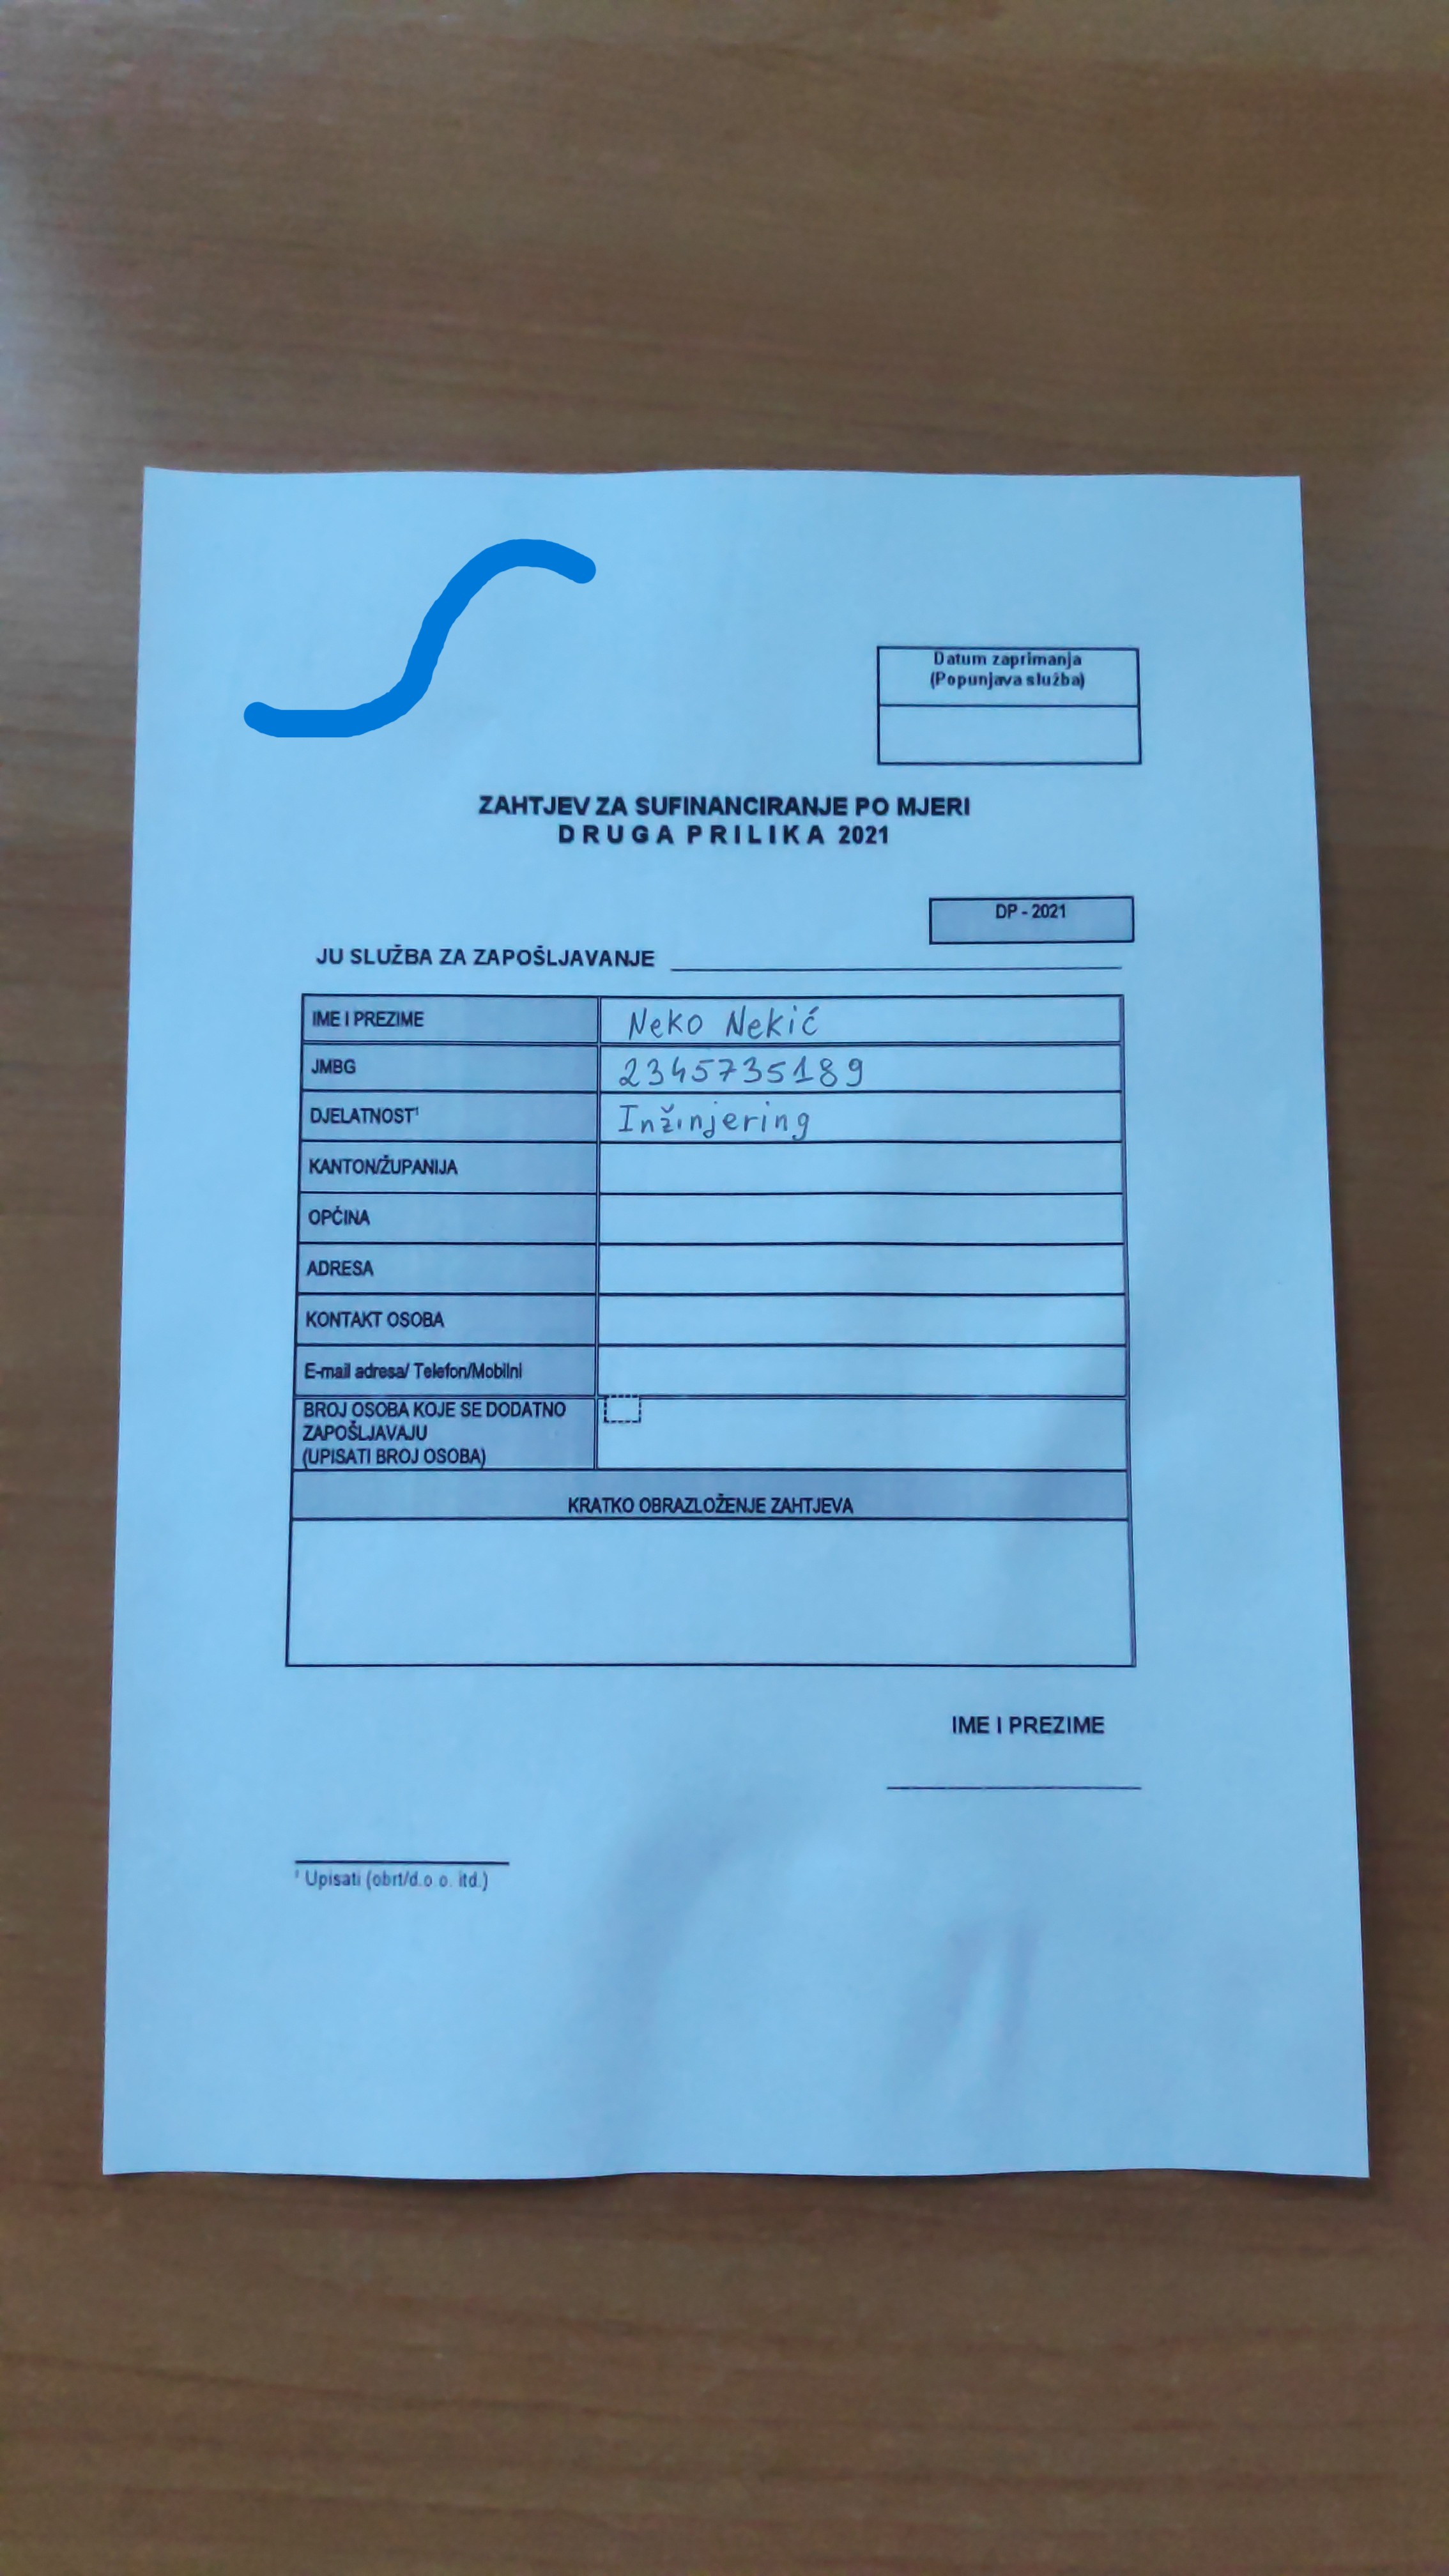 Datum zaprimanja
(Popunjava služba)
ZAHTJEV ZA SUFINANCIRANJE PO MJERI
DRUGA PRILIKA 2021
DP - 2021
JU SLUŽBA ZA ZAPOŠLJAVANJE
IME I PREZIME Neko Nekić
JMBG 2345735189
DJELATNOST¹ Inžinjering
KANTON/ŽUPANIJA
OPĆINA
ADRESA
KONTAKT OSOBA
E-mail adresa/ Telefon/Mobilni
BROJ OSOBA KOJE SE DODATNO
ZAPOŠLJAVAJU
(UPISATI BROJ OSOBA)
KRATKO OBRAZLOŽENJE ZAHTJEVA
IME I PREZIME
¹ Upisati (obrt/d.o.o. itd.)